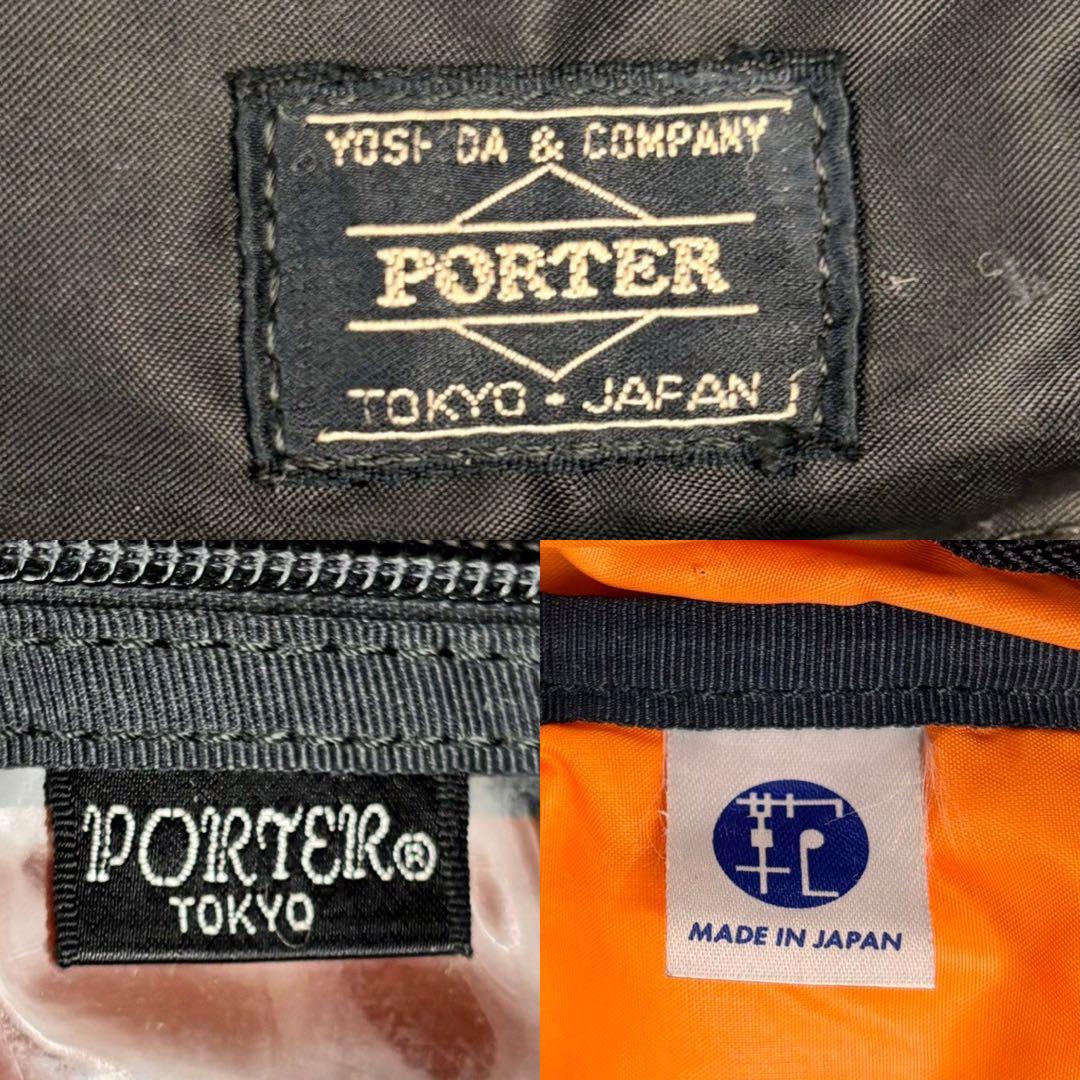 YOSHIDA & COMPANY
PORTER
TOKYO · JAPAN
PORTER®
TOKYO
MADE IN JAPAN